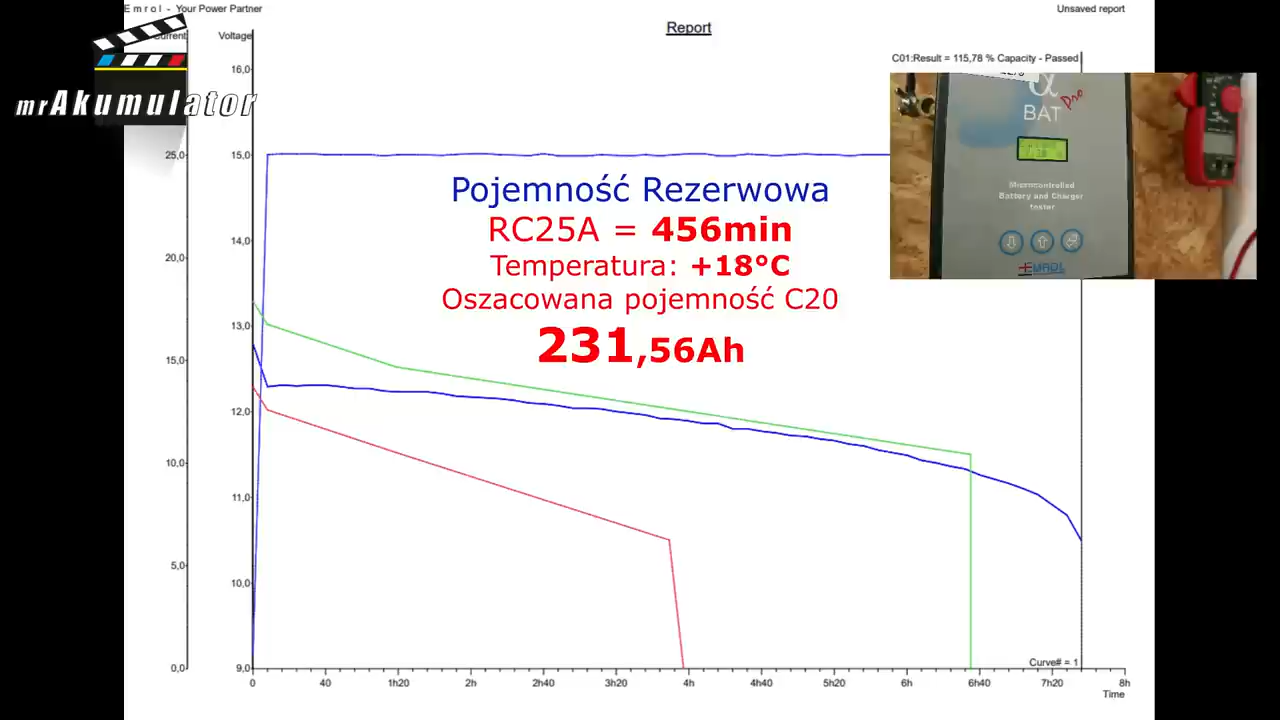 E m r o l - Your Power Partner
Unsaved report
Report
Current
Voltage
mrAkumulator
C01:Result = 115,78 % Capacity - Passed
16,0
25,0
15,0
14,0
20,0
13,0
15,0
12,0
10,0
11,0
5,0
10,0
0,0
9,0
Pojemność Rezerwowa
RC25A = 456min
Temperatura: +18°C
Oszacowana pojemność C20
231,56Ah
α
BAT
Pro
Microcontrolled
Battery and Charger
tester
EMROL
Curve# = 1
0 40 1h20 2h 2h40 3h20 4h 4h40 5h20 6h 6h40 7h20 8h
Time